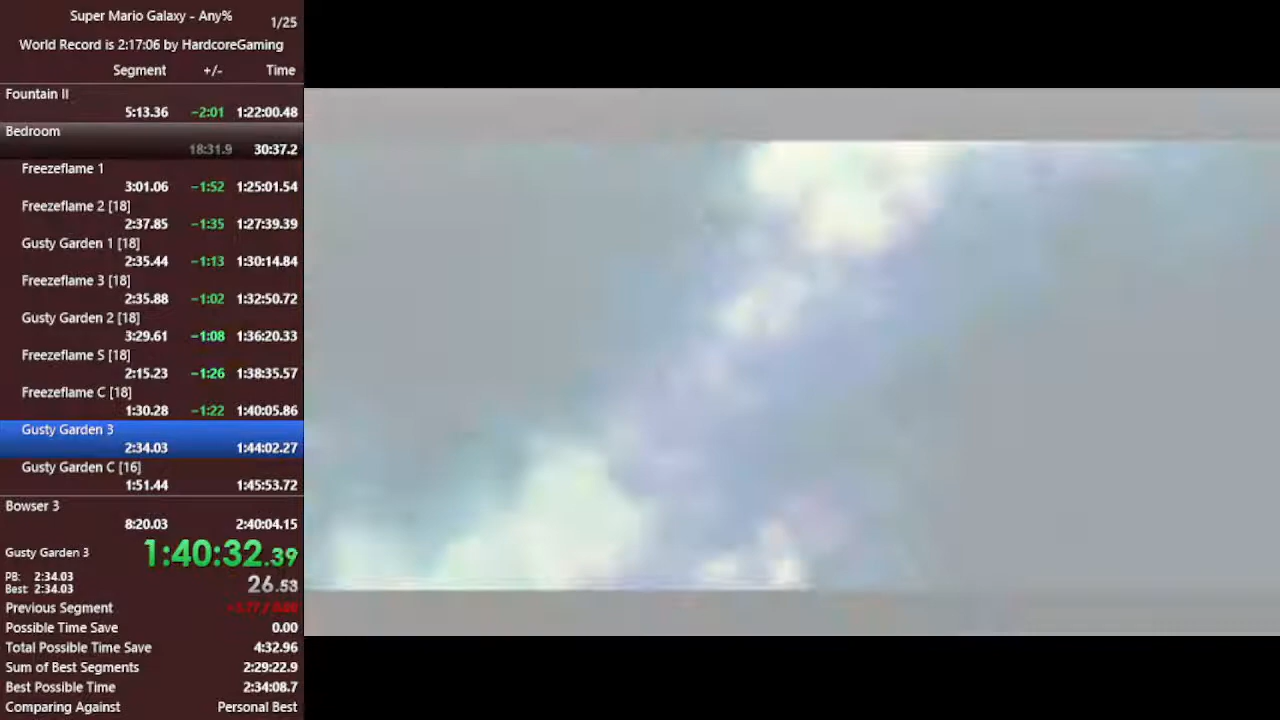 Super Mario Galaxy - Any%
1/25
World Record is 2:17:06 by HardcoreGaming
Segment +/- Time
Fountain II
5:13.36 −2:01 1:22:00.48
Bedroom
18:31.9 30:37.2
Freezeflame 1
3:01.06 −1:52 1:25:01.54
Freezeflame 2 [18]
2:37.85 −1:35 1:27:39.39
Gusty Garden 1 [18]
2:35.44 −1:13 1:30:14.84
Freezeflame 3 [18]
2:35.88 −1:02 1:32:50.72
Gusty Garden 2 [18]
3:29.61 −1:08 1:36:20.33
Freezeflame S [18]
2:15.23 −1:26 1:38:35.57
Freezeflame C [18]
1:30.28 −1:22 1:40:05.86
Gusty Garden 3
2:34.03 1:44:02.27
Gusty Garden C [16]
1:51.44 1:45:53.72
Bowser 3
8:20.03 2:40:04.15
Gusty Garden 3 1:40:32.39
PB: 2:34.03
Best: 2:34.03
26.53
Previous Segment
Possible Time Save 0.00
Total Possible Time Save 4:32.96
Sum of Best Segments 2:29:22.9
Best Possible Time 2:34:08.7
Comparing Against Personal Best